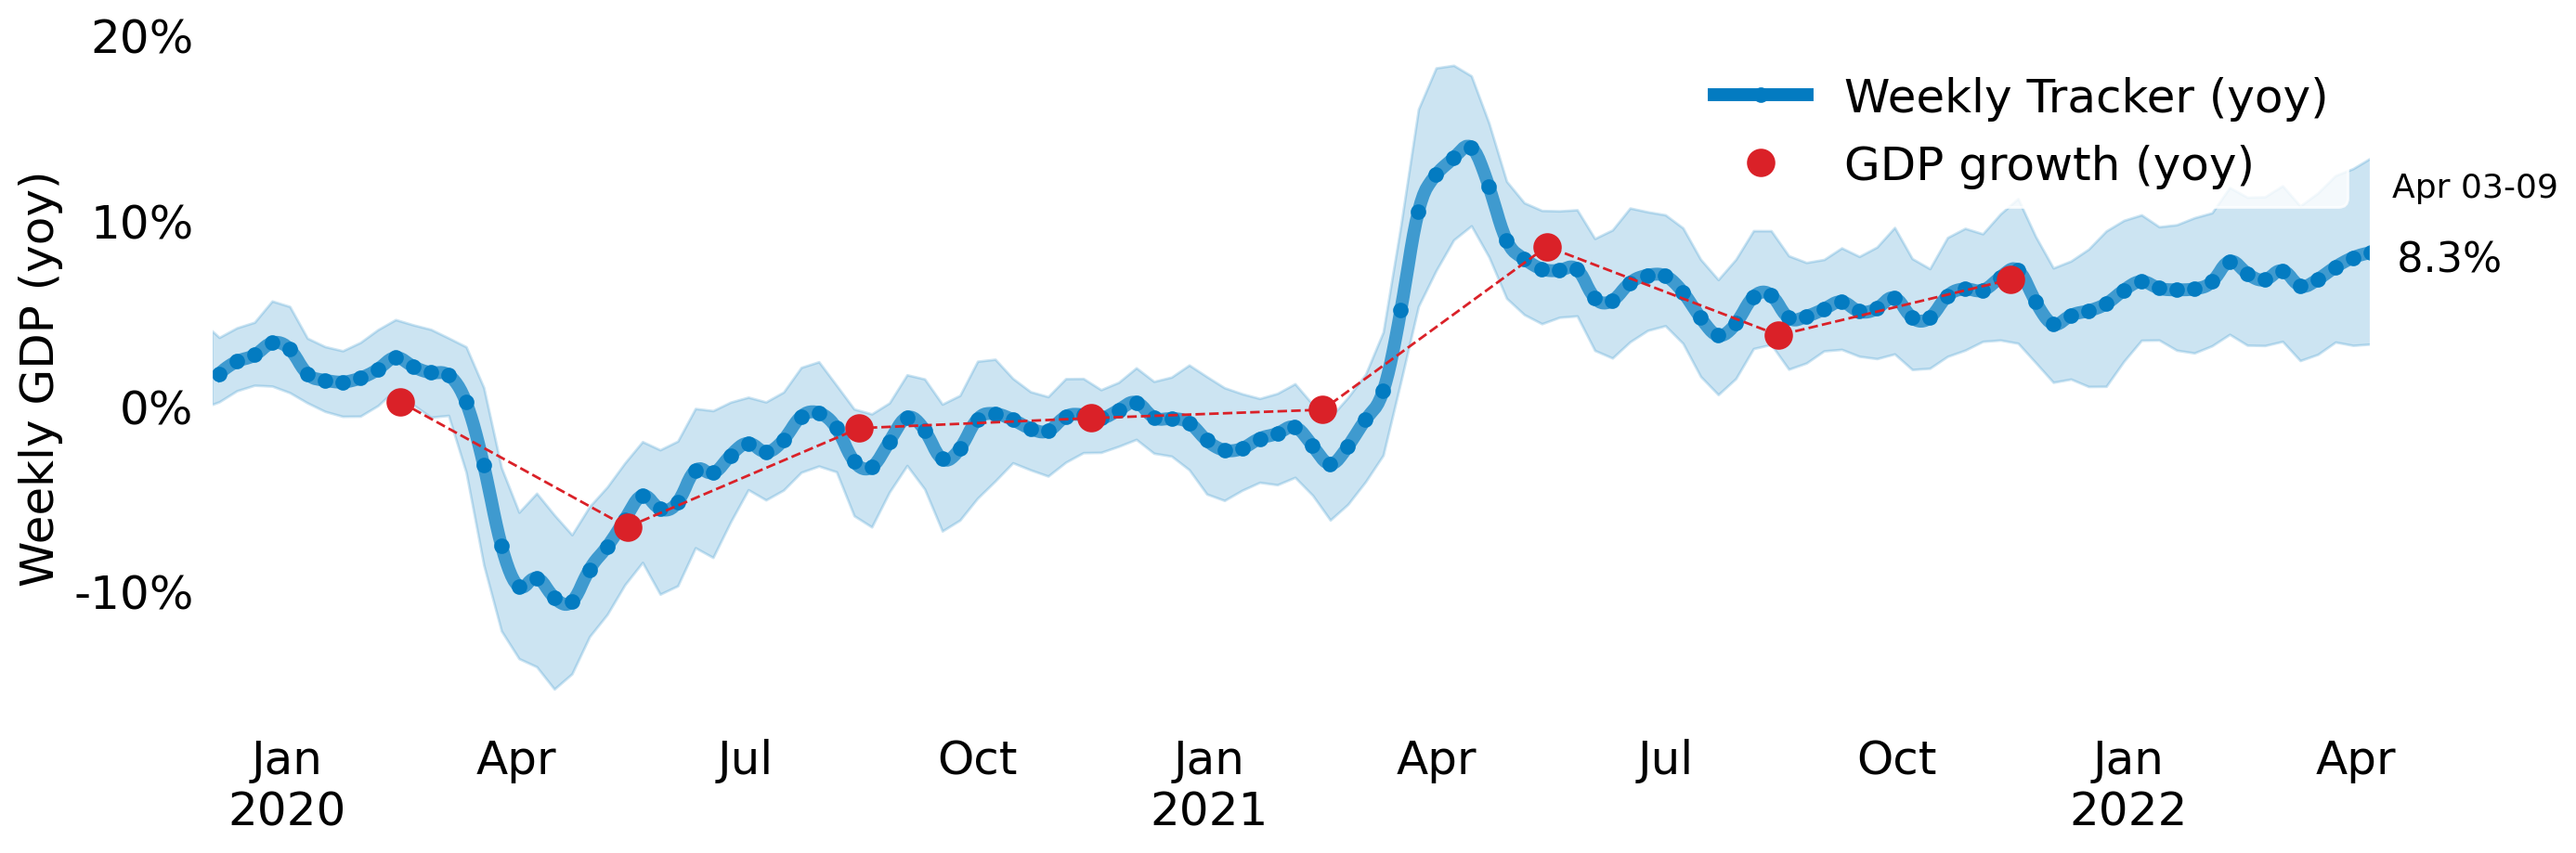 20%
Weekly Tracker (yoy)
GDP growth (yoy)
Apr 03-09
10%
8.3%
Weekly GDP (yoy)
0%
-10%
Jan Apr Jul Oct Jan Apr Jul Oct Jan Apr
2020 2021 2022